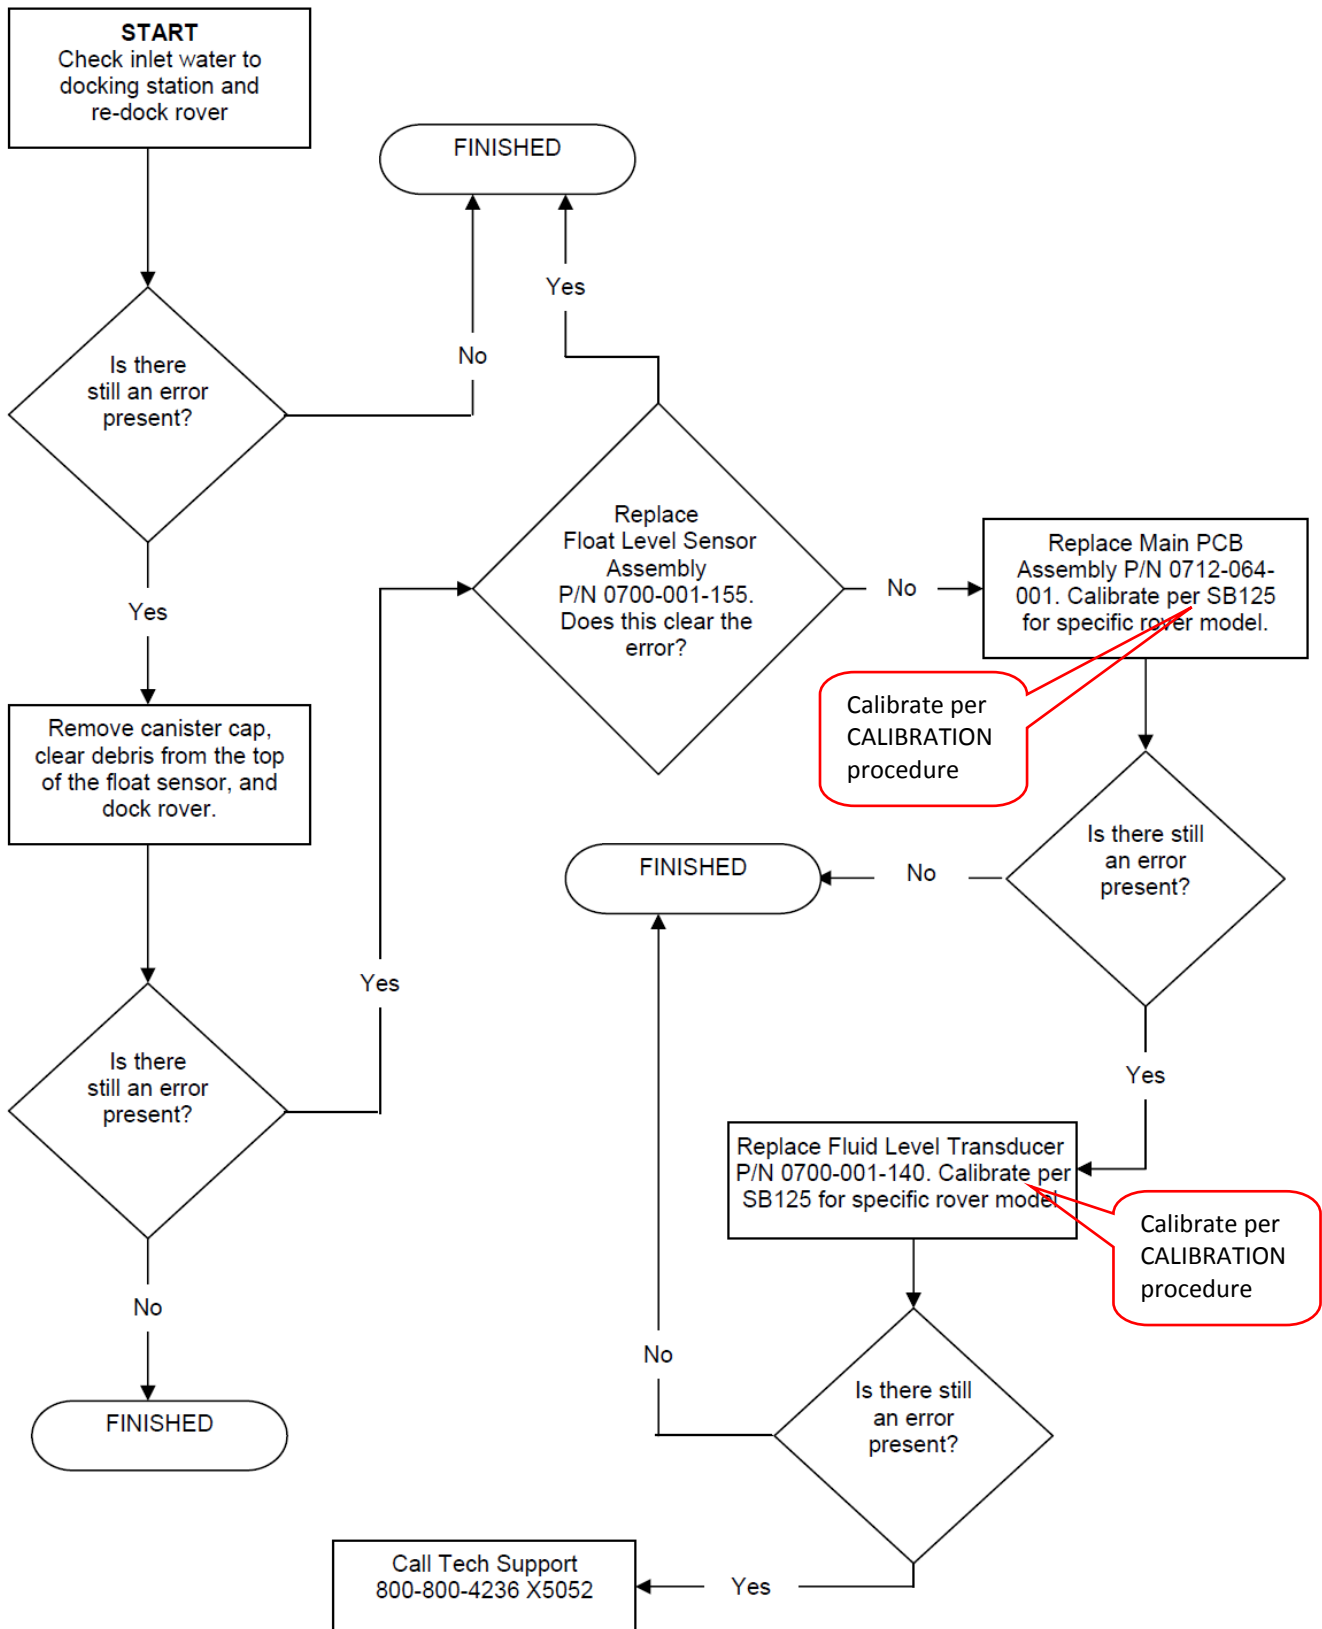 START
Check inlet water to
docking station and
re-dock rover
FINISHED
Yes
No
Is there
still an error
present?
Replace
Float Level Sensor
Assembly
P/N 0700-001-155.
Does this clear the
error?
No
Replace Main PCB
Assembly P/N 0712-064-
001. Calibrate per SB125
for specific rover model.
Yes
Calibrate per
CALIBRATION
procedure
Remove canister cap,
clear debris from the top
of the float sensor, and
dock rover.
Is there still
an error
present?
FINISHED
No
Yes
Is there
still an error
present?
Yes
Replace Fluid Level Transducer
P/N 0700-001-140. Calibrate per
SB125 for specific rover model
Calibrate per
CALIBRATION
procedure
No
No
Is there still
an error
present?
FINISHED
Call Tech Support
800-800-4236 X5052
Yes